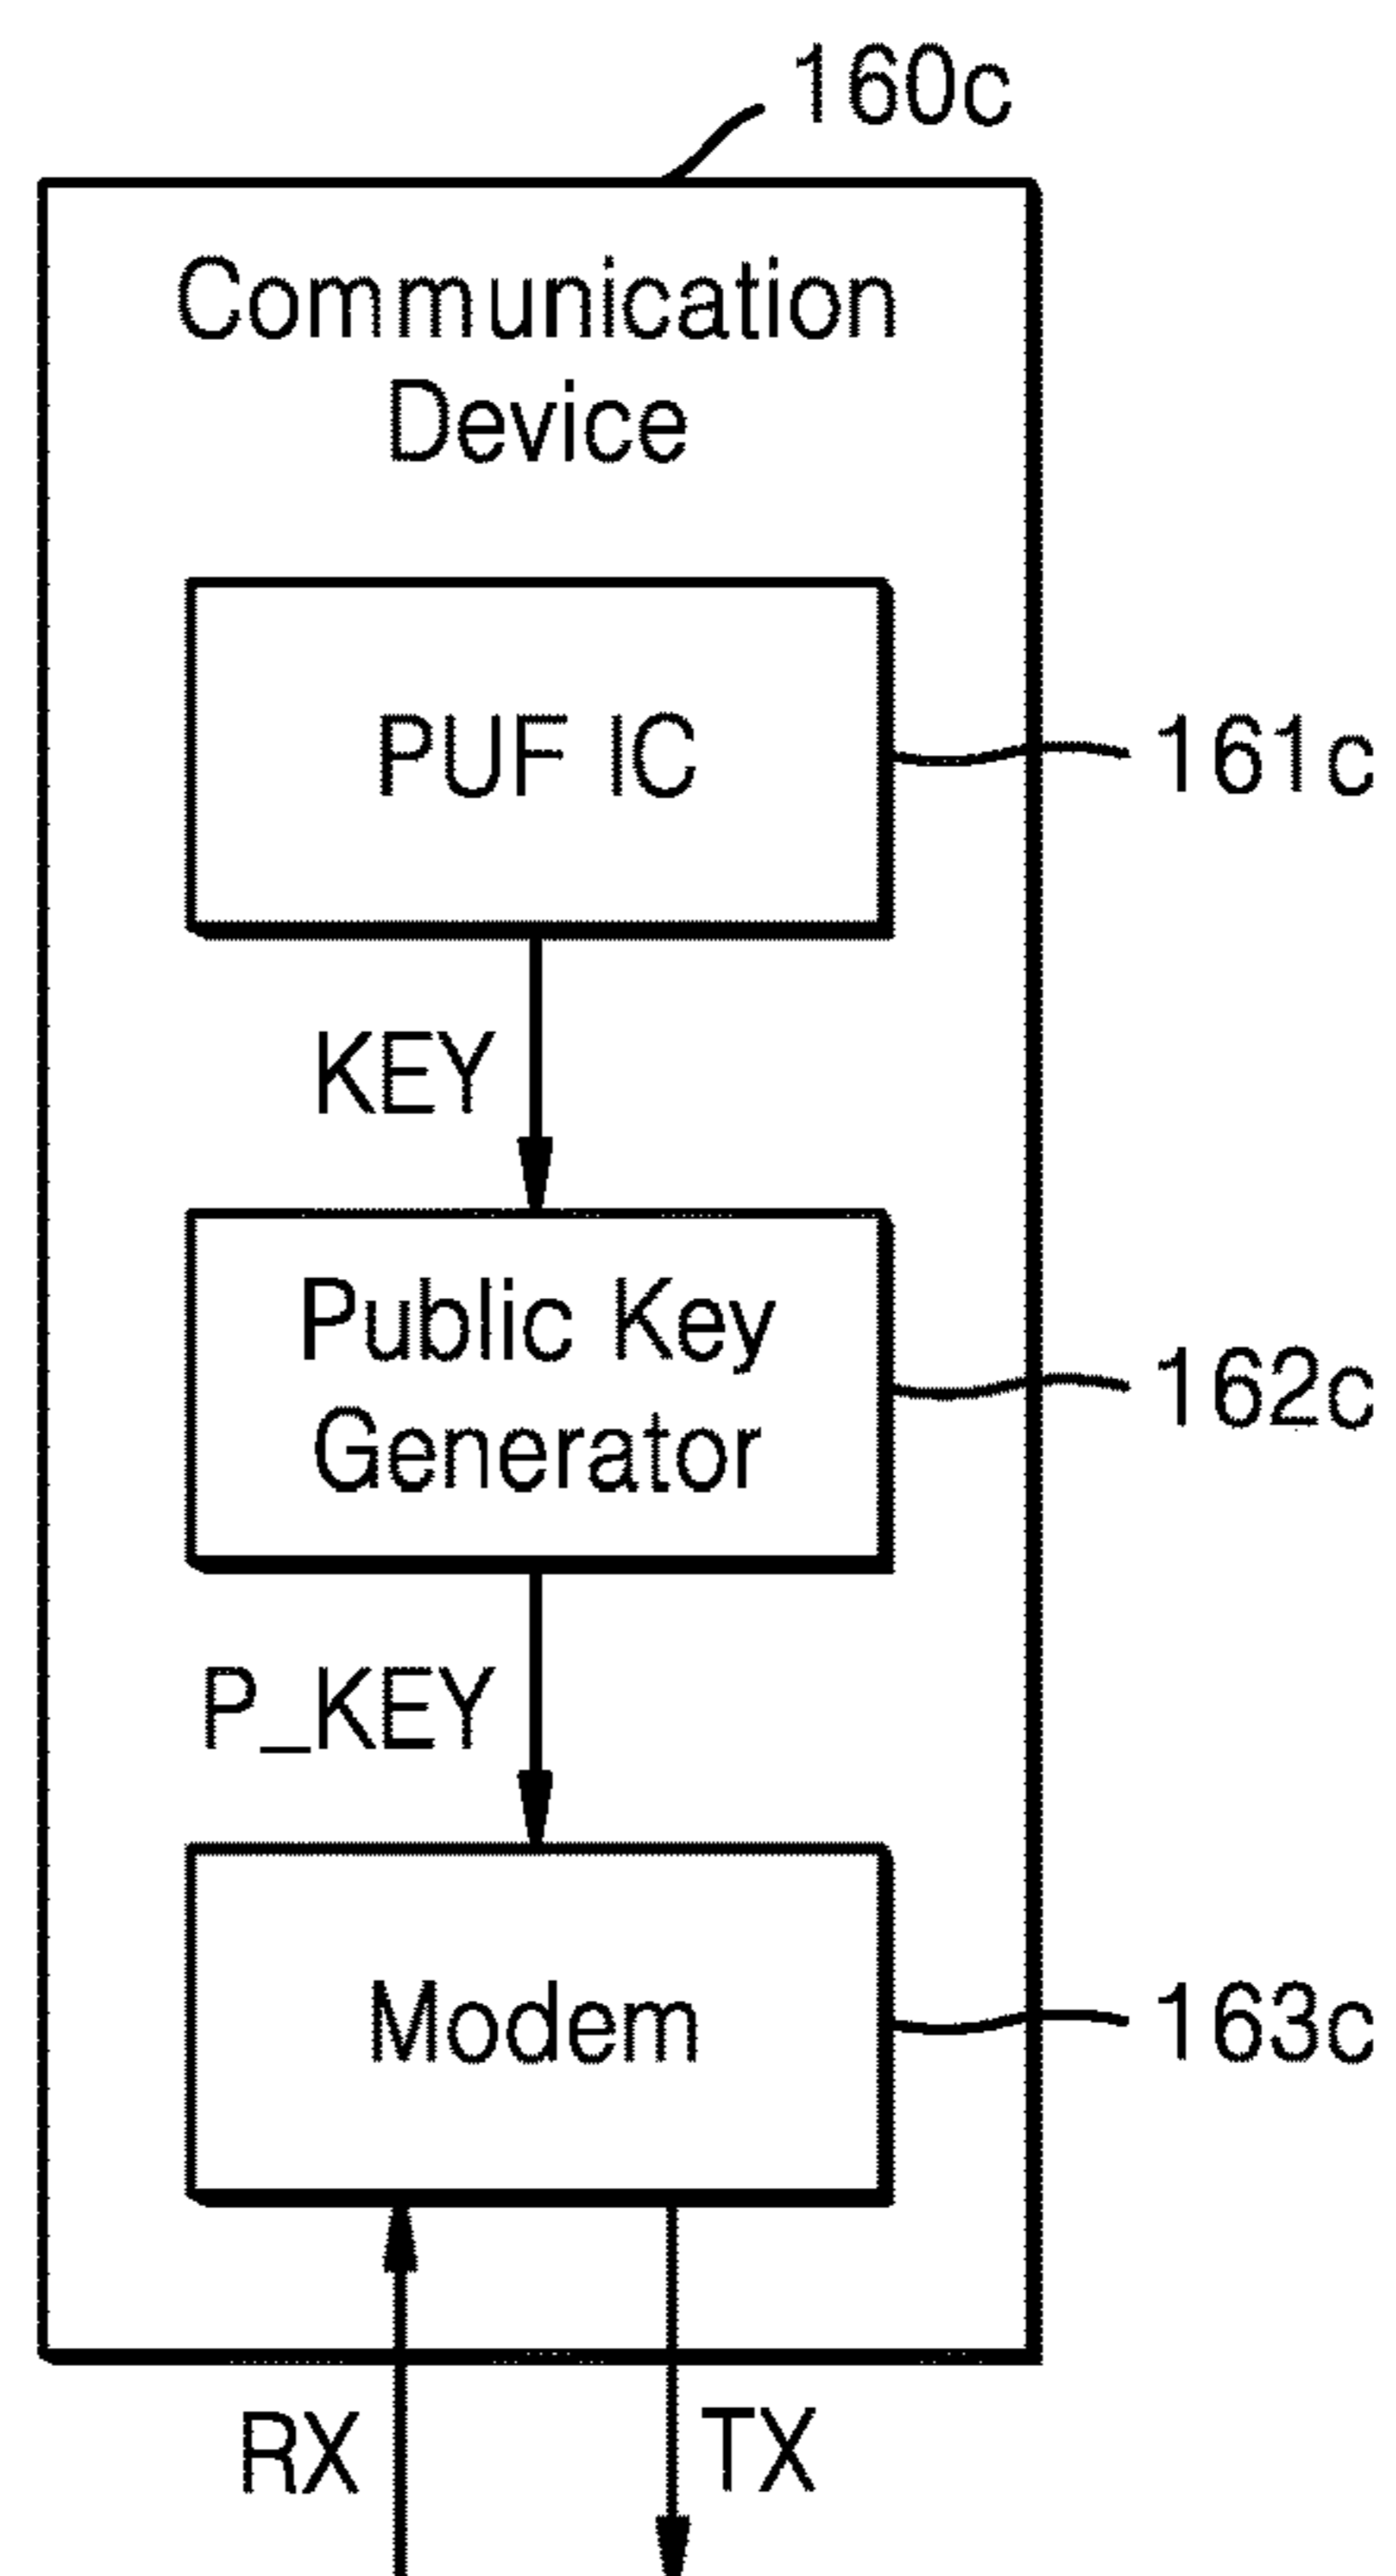 160c
Communication
Device
PUF IC
161c
KEY
Public Key
Generator
162c
P_KEY
Modem
163c
RX
TX